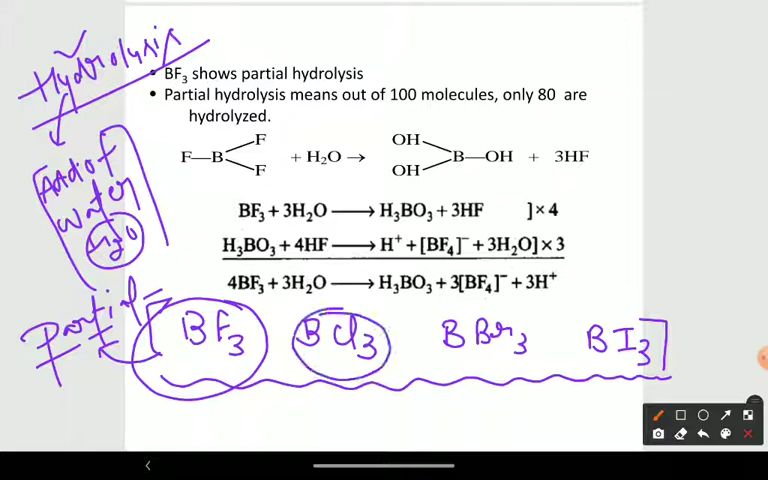 Hydrolysis
• BF₃ shows partial hydrolysis
• Partial hydrolysis means out of 100 molecules, only 80 are
hydrolyzed.
F—B F F + H₂O → OH OH B—OH + 3HF
Addi of
water
H₂O
BF₃ + 3H₂O ⟶ H₃BO₃ + 3HF ] × 4
H₃BO₃ + 4HF ⟶ H⁺ + [BF₄]⁻ + 3H₂O] × 3
4BF₃ + 3H₂O ⟶ H₃BO₃ + 3[BF₄]⁻ + 3H⁺
Partial
BF₃ BCl₃ BBr₃ BI₃